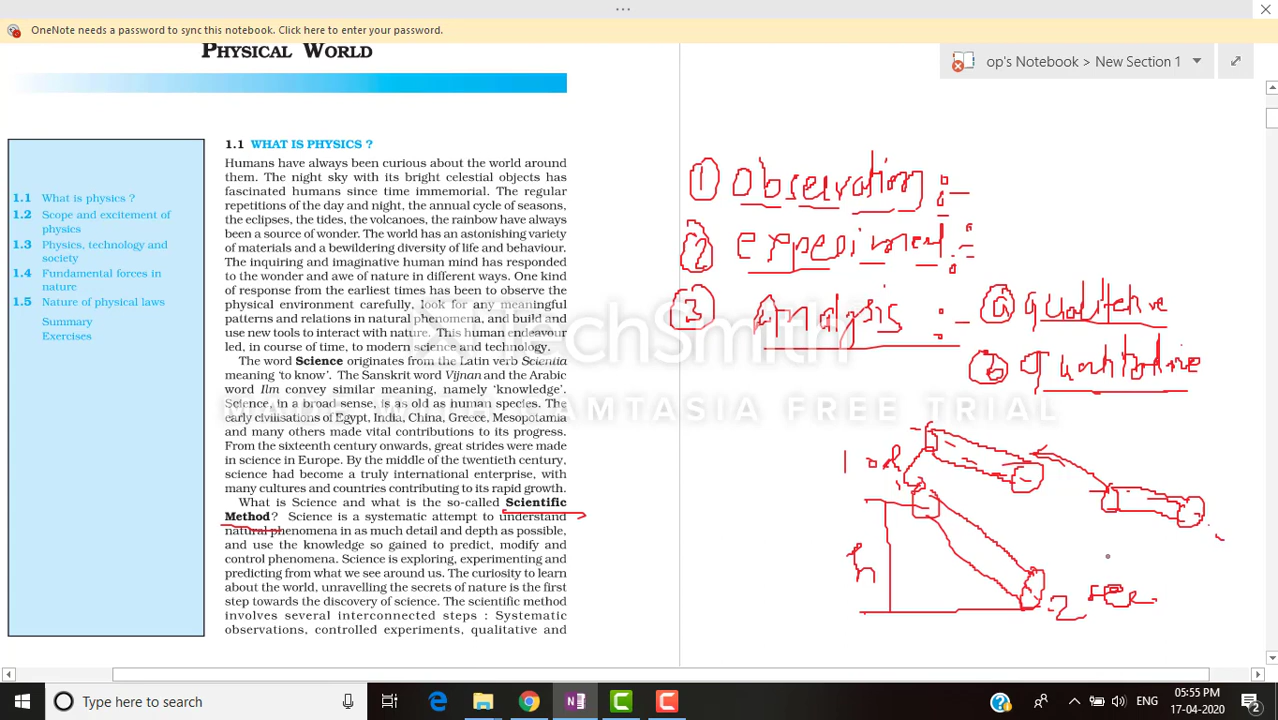 OneNote needs a password to sync this notebook. Click here to enter your password.
PHYSICAL WORLD
op's Notebook > New Section 1
1.1 What is physics ?
1.2 Scope and excitement of
physics
1.3 Physics, technology and
society
1.4 Fundamental forces in
nature
1.5 Nature of physical laws
Summary
Exercises
1.1 WHAT IS PHYSICS ?
Humans have always been curious about the world around
them. The night sky with its bright celestial objects has
fascinated humans since time immemorial. The regular
repetitions of the day and night, the annual cycle of seasons,
the eclipses, the tides, the volcanoes, the rainbow have always
been a source of wonder. The world has an astonishing variety
of materials and a bewildering diversity of life and behaviour.
The inquiring and imaginative human mind has responded
to the wonder and awe of nature in different ways. One kind
of response from the earliest times has been to observe the
physical environment carefully, look for any meaningful
patterns and relations in natural phenomena, and build and
use new tools to interact with nature. This human endeavour
led, in course of time, to modern science and technology.
The word Science originates from the Latin verb Scientia
meaning 'to know'. The Sanskrit word Vijnan and the Arabic
word Ilm convey similar meaning, namely 'knowledge'.
Science, in a broad sense, is as old as human species. The
early civilisations of Egypt, India, China, Greece, Mesopotamia
and many others made vital contributions to its progress.
From the sixteenth century onwards, great strides were made
in science in Europe. By the middle of the twentieth century,
science had become a truly international enterprise, with
many cultures and countries contributing to its rapid growth.
What is Science and what is the so-called Scientific
Method? Science is a systematic attempt to understand
natural phenomena in as much detail and depth as possible,
and use the knowledge so gained to predict, modify and
control phenomena. Science is exploring, experimenting and
predicting from what we see around us. The curiosity to learn
about the world, unravelling the secrets of nature is the first
step towards the discovery of science. The scientific method
involves several interconnected steps : Systematic
observations, controlled experiments, qualitative and
① Observation :-
② experiment :-
③ Analysis :- ⓐ qualitative
ⓑ quantitative
h
2
TechSmith
MADE WITH CAMTASIA FREE TRIAL
Type here to search
ENG
05:55 PM
17-04-2020
2